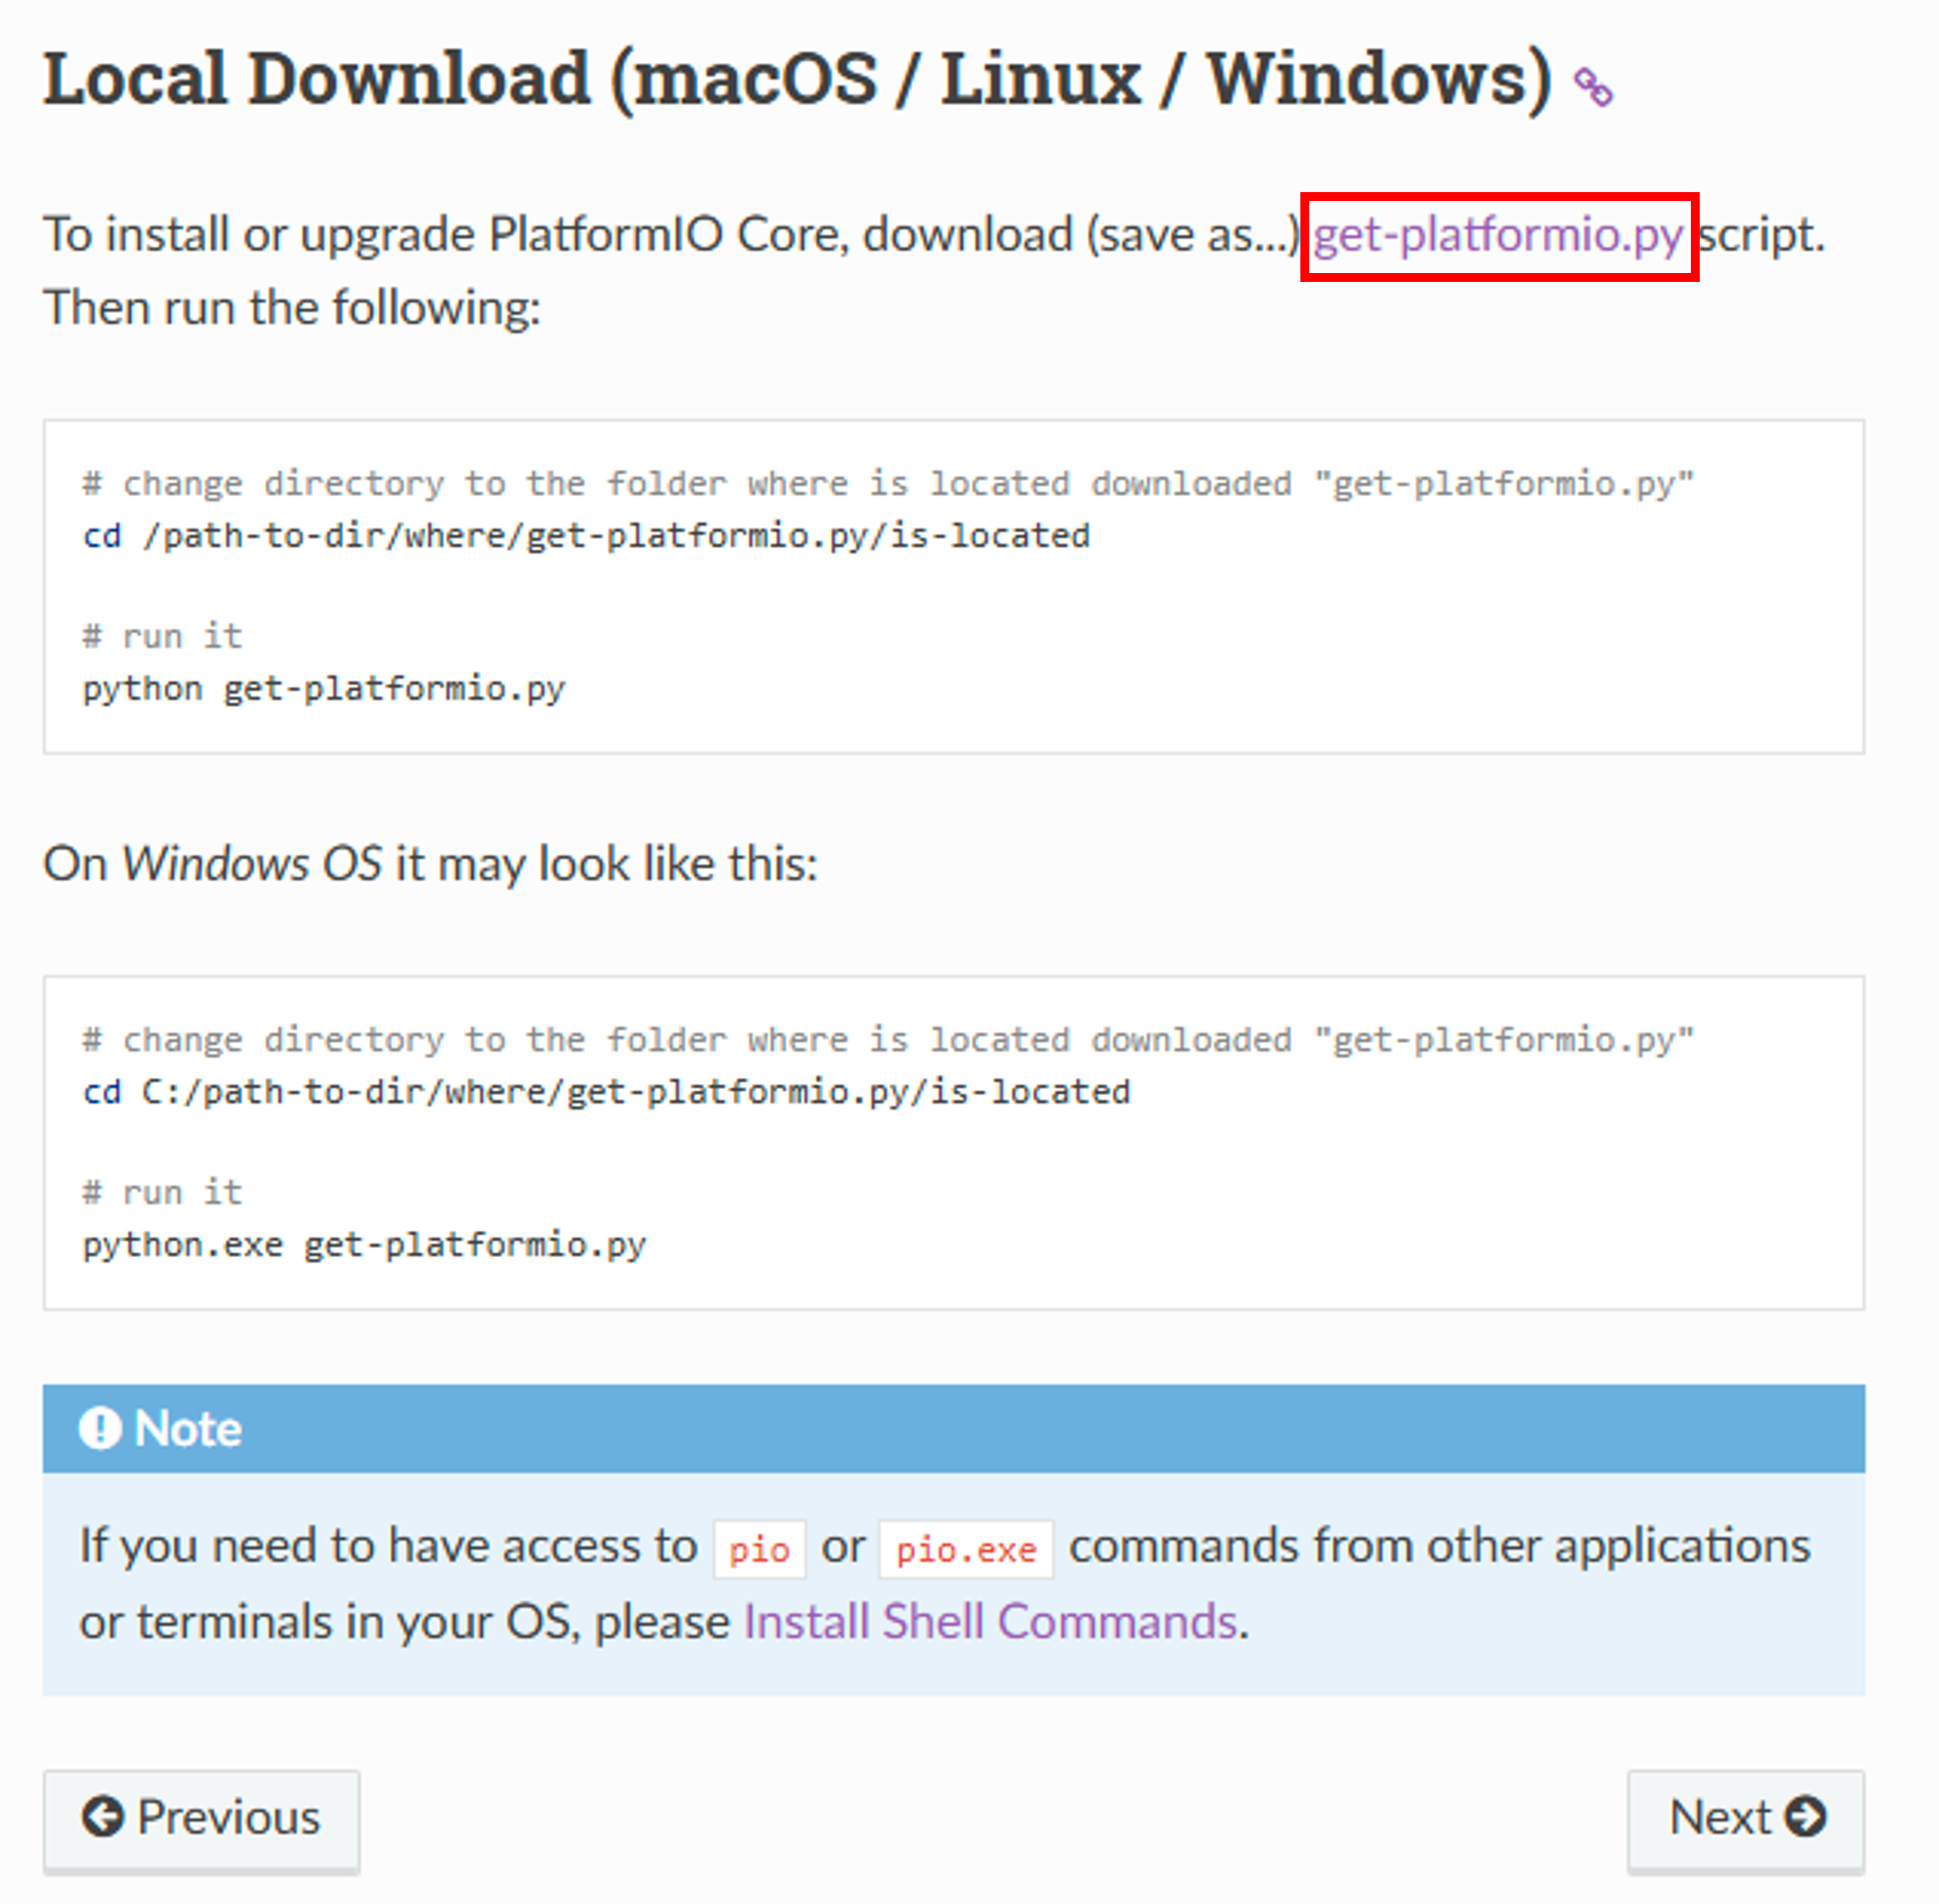 Local Download (macOS / Linux / Windows)
To install or upgrade PlatformIO Core, download (save as...) get-platformio.py script.
Then run the following:
# change directory to the folder where is located downloaded "get-platformio.py"
cd /path-to-dir/where/get-platformio.py/is-located
# run it
python get-platformio.py
On Windows OS it may look like this:
# change directory to the folder where is located downloaded "get-platformio.py"
cd C:/path-to-dir/where/get-platformio.py/is-located
# run it
python.exe get-platformio.py
Note
If you need to have access to pio or pio.exe commands from other applications
or terminals in your OS, please Install Shell Commands.
Previous
Next